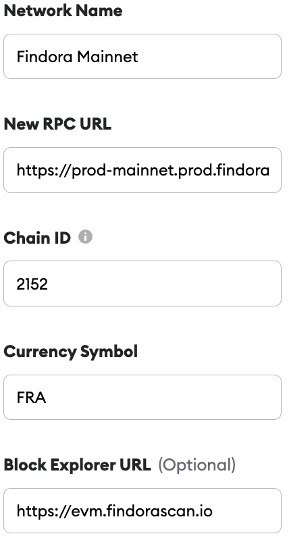 Network Name
Findora Mainnet
New RPC URL
https://prod-mainnet.prod.findora
Chain ID
2152
Currency Symbol
FRA
Block Explorer URL (Optional)
https://evm.findorascan.io